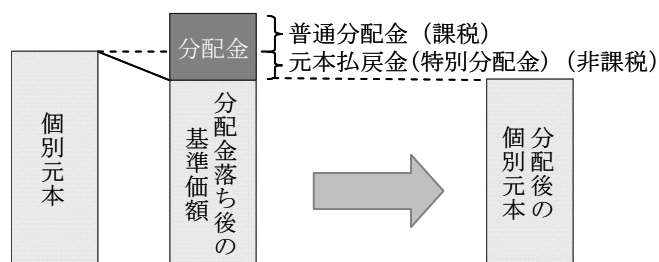 普通分配金（課税）
分配金
元本払戻金(特別分配金)（非課税）
個別元本
分配金落ち後の
基準価額
分配後の
個別元本